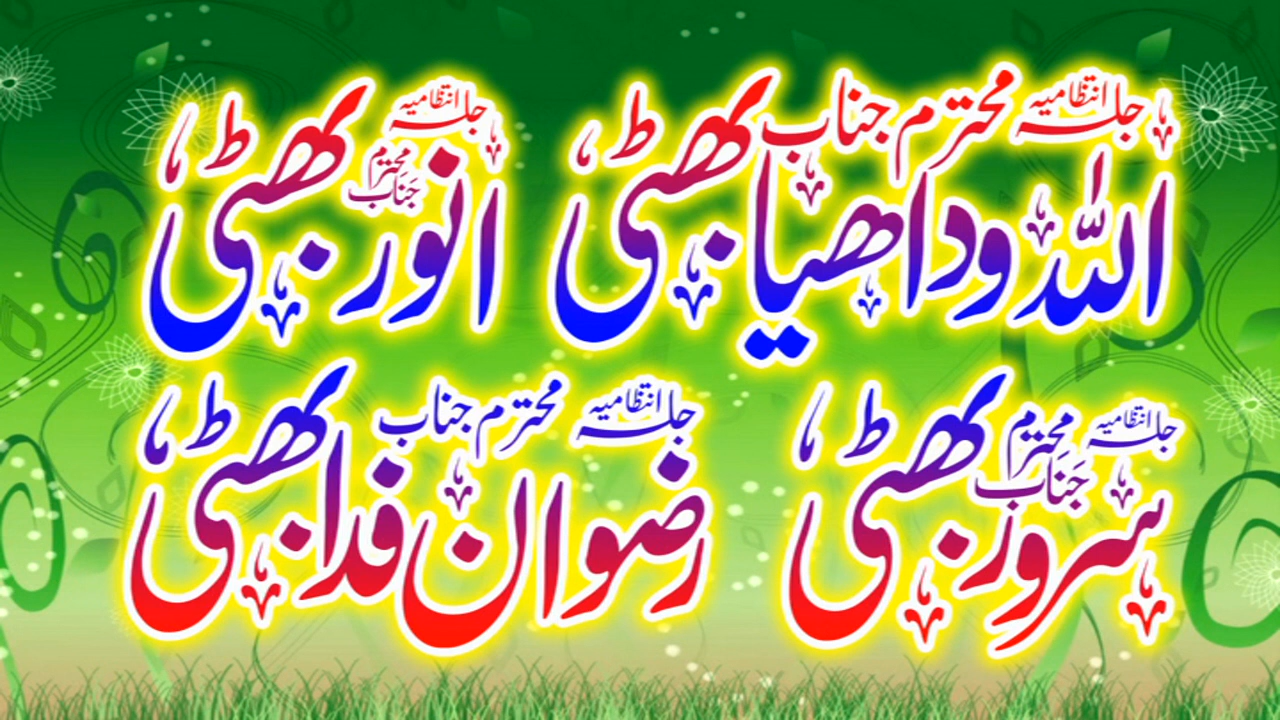 جلسہ انتظامیہ محترم جناب
اللہ ودھایا بھٹی
جلسہ انتظامیہ محترم جناب
انور بھٹی
جلسہ انتظامیہ محترم جناب
سرور بھٹی
جلسہ انتظامیہ محترم جناب
رضوان فدا بھٹی